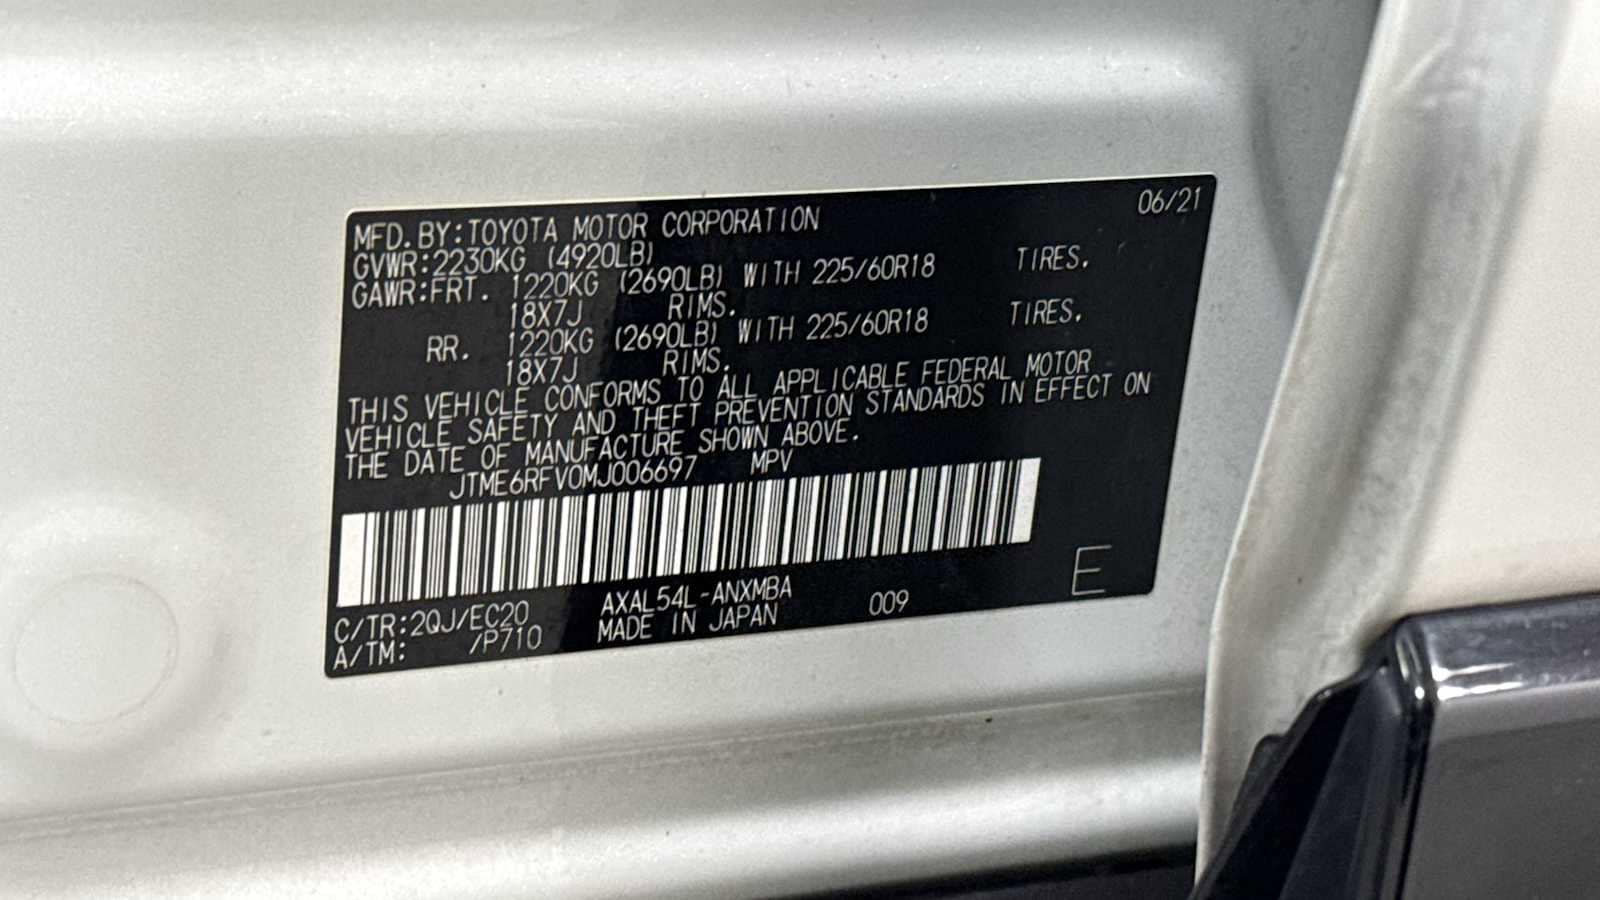 06/21
MFD.BY:TOYOTA MOTOR CORPORATION
GVWR:2230KG (4920LB)
GAWR:FRT. 1220KG (2690LB) WITH 225/60R18 TIRES.
18X7J RIMS.
RR. 1220KG (2690LB) WITH 225/60R18 TIRES.
18X7J RIMS.
THIS VEHICLE CONFORMS TO ALL APPLICABLE FEDERAL MOTOR
VEHICLE SAFETY AND THEFT PREVENTION STANDARDS IN EFFECT ON
THE DATE OF MANUFACTURE SHOWN ABOVE.
JTME6RFV0MJ006697 MPV
C/TR:2QJ/EC20 AXAL54L-ANXMBA 009 E
A/TM: /P710 MADE IN JAPAN